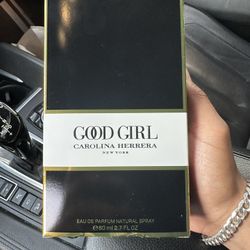 GOOD GIRL
CAROLINA HERRERA
NEW YORK
EAU DE PARFUM NATURAL SPRAY
℮ 80 ml 2.7 FL OZ